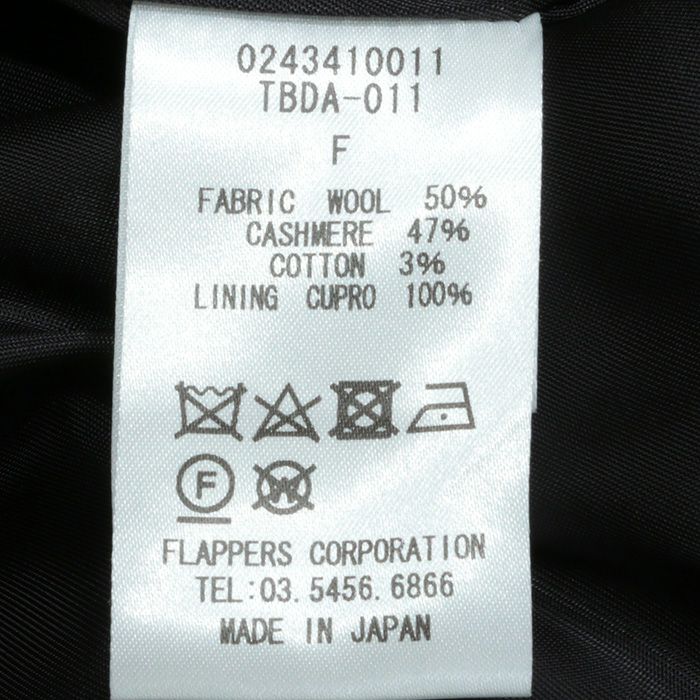 0243410011
TBDA-011
F
FABRIC WOOL 50%
CASHMERE 47%
COTTON 3%
LINING CUPRO 100%
F W
FLAPPERS CORPORATION
TEL:03.5456.6866
MADE IN JAPAN